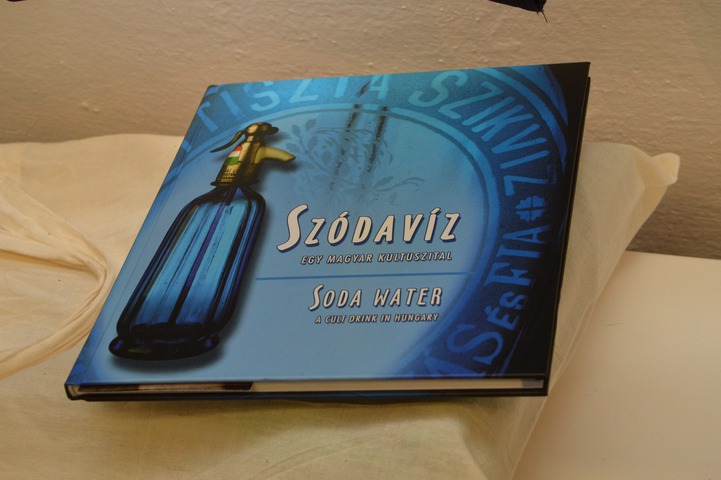 TISZTA SZIKVÍZ
ÉS FIA
SZÓDAVÍZ
EGY MAGYAR KULTUSZITAL
SODA WATER
A CULT DRINK IN HUNGARY